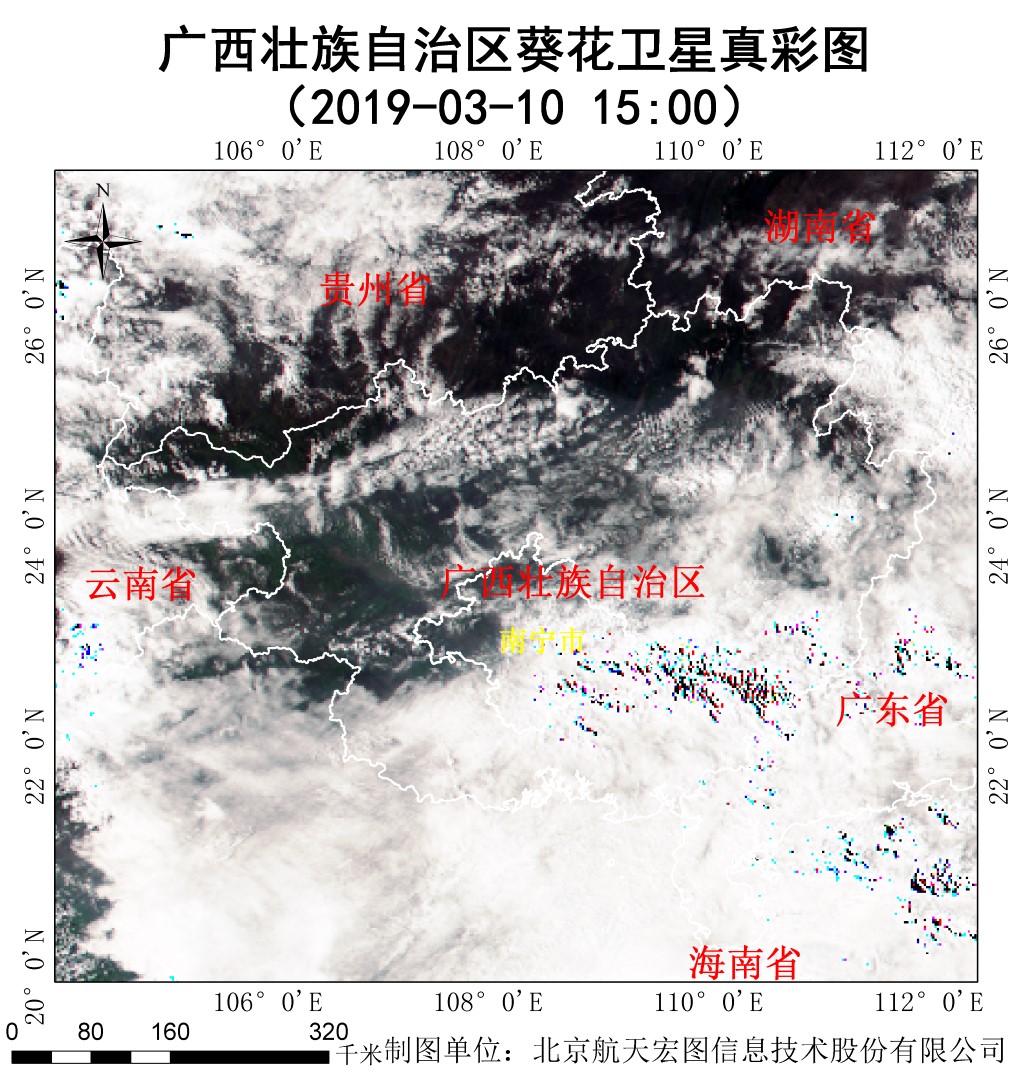 广西壮族自治区葵花卫星真彩图
（2019-03-10 15:00）
106° 0′E 108° 0′E 110° 0′E 112° 0′E
N
湖南省
贵州省
26° 0′N 26° 0′N
24° 0′N 24° 0′N
云南省 广西壮族自治区
南宁市
广东省
22° 0′N 22° 0′N
海南省
20° 0′N 20° 0′N
106° 0′E 108° 0′E 110° 0′E 112° 0′E
0 80 160 320
千米制图单位：北京航天宏图信息技术股份有限公司